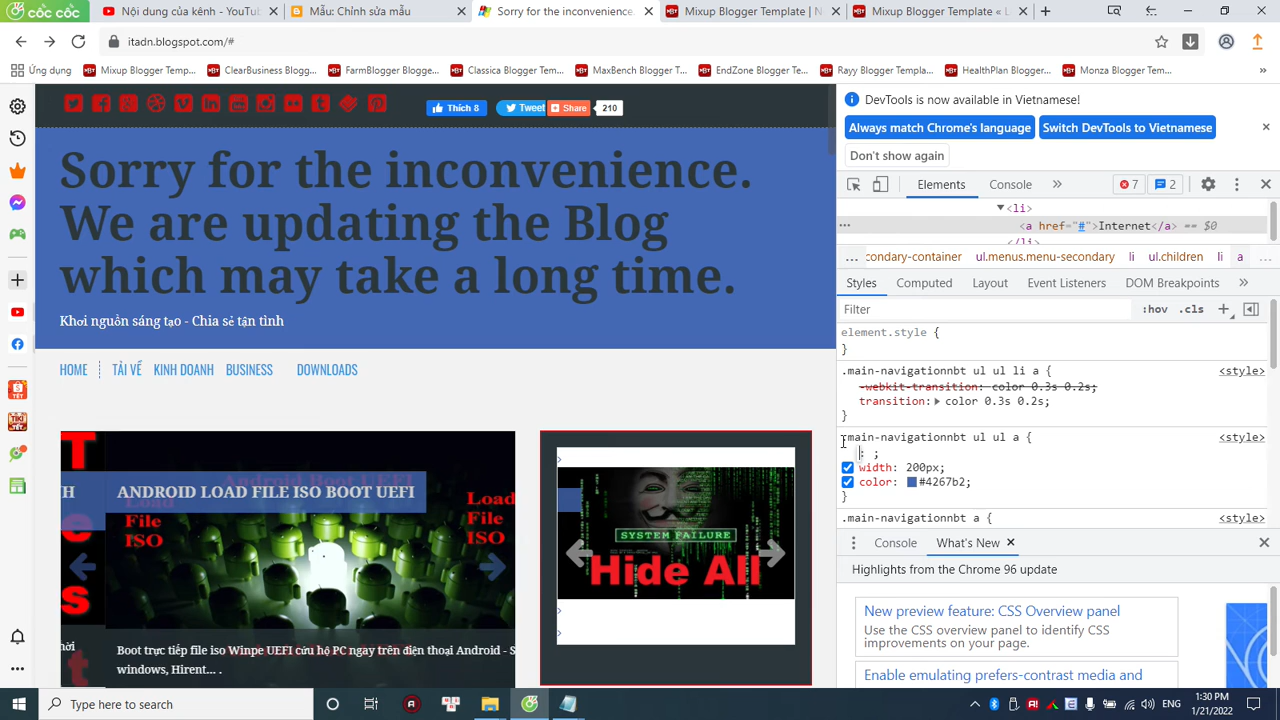 cốc cốc
Nội dung của kênh - YouTub
Mẫu: Chỉnh sửa mẫu
Sorry for the inconvenience.
Mixup Blogger Template | N
Mixup Blogger Template « L
itadn.blogspot.com/#
Ứng dụng
Mixup Blogger Temp...
ClearBusiness Blogg...
FarmBlogger Blogge...
Classica Blogger Tem...
MaxBench Blogger T...
EndZone Blogger Te...
Rayy Blogger Templa...
HealthPlan Blogger...
Monza Blogger Tem...
Thích 8
Tweet
Share
210
Sorry for the inconvenience.
We are updating the Blog
which may take a long time.
Khơi nguồn sáng tạo - Chia sẻ tận tình
HOME
TẢI VỀ
KINH DOANH
BUSINESS
DOWNLOADS
ANDROID LOAD FILE ISO BOOT UEFI
Load
File
ISO
Load
File
ISO
Boot trực tiếp file iso Winpe UEFI cứu hộ PC ngay trên điện thoại Android - S
windows, Hirent... .
SYSTEM FAILURE
Hide All
DevTools is now available in Vietnamese!
Always match Chrome's language
Switch DevTools to Vietnamese
Don't show again
Elements
Console
7
2
<li>
<a href="#">Internet</a> == $0
</li>
condary-container
ul.menus.menu-secondary
li
ul.children
li
a
Styles
Computed
Layout
Event Listeners
DOM Breakpoints
Filter
:hov
.cls
element.style {
}
.main-navigationnbt ul ul li a {
<style>
-webkit-transition: color 0.3s 0.2s;
transition: color 0.3s 0.2s;
}
.main-navigationnbt ul ul a {
<style>
: ;
width: 200px;
color: #4267b2;
}
.main-navigationnbt a {
<style>
Console
What's New
Highlights from the Chrome 96 update
New preview feature: CSS Overview panel
Use the CSS overview panel to identify CSS
improvements on your page.
Enable emulating prefers-contrast media and
Type here to search
ENG
1:30 PM
1/21/2022